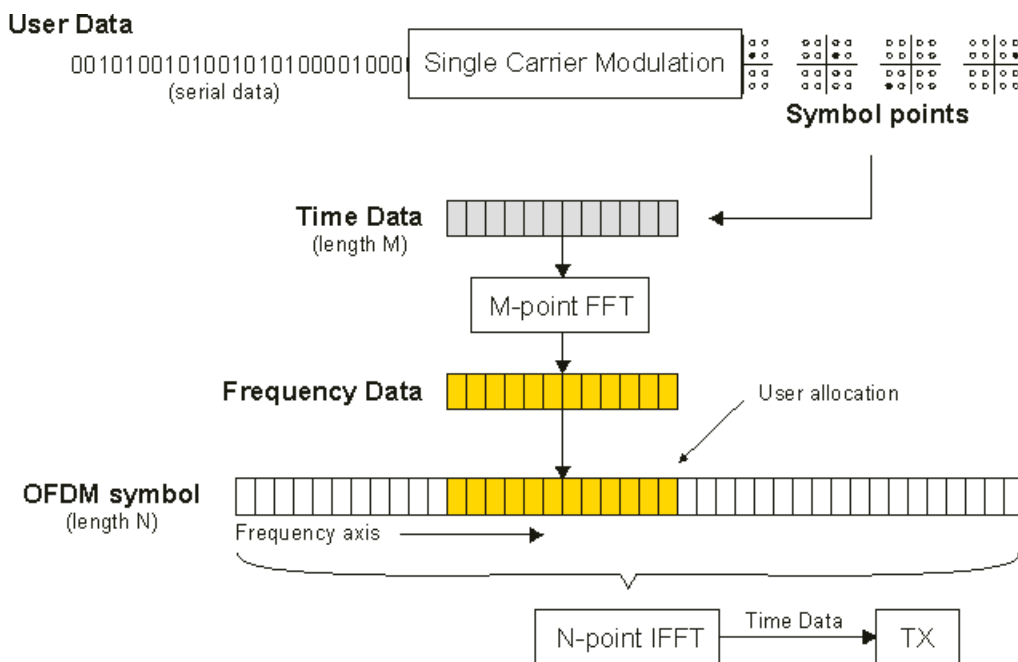 User Data
001010010100101010001000
(serial data)
Single Carrier Modulation
Symbol points
Time Data
(length M)
M-point FFT
Frequency Data
User allocation
OFDM symbol
(length N)
Frequency axis
N-point IFFT
Time Data
TX